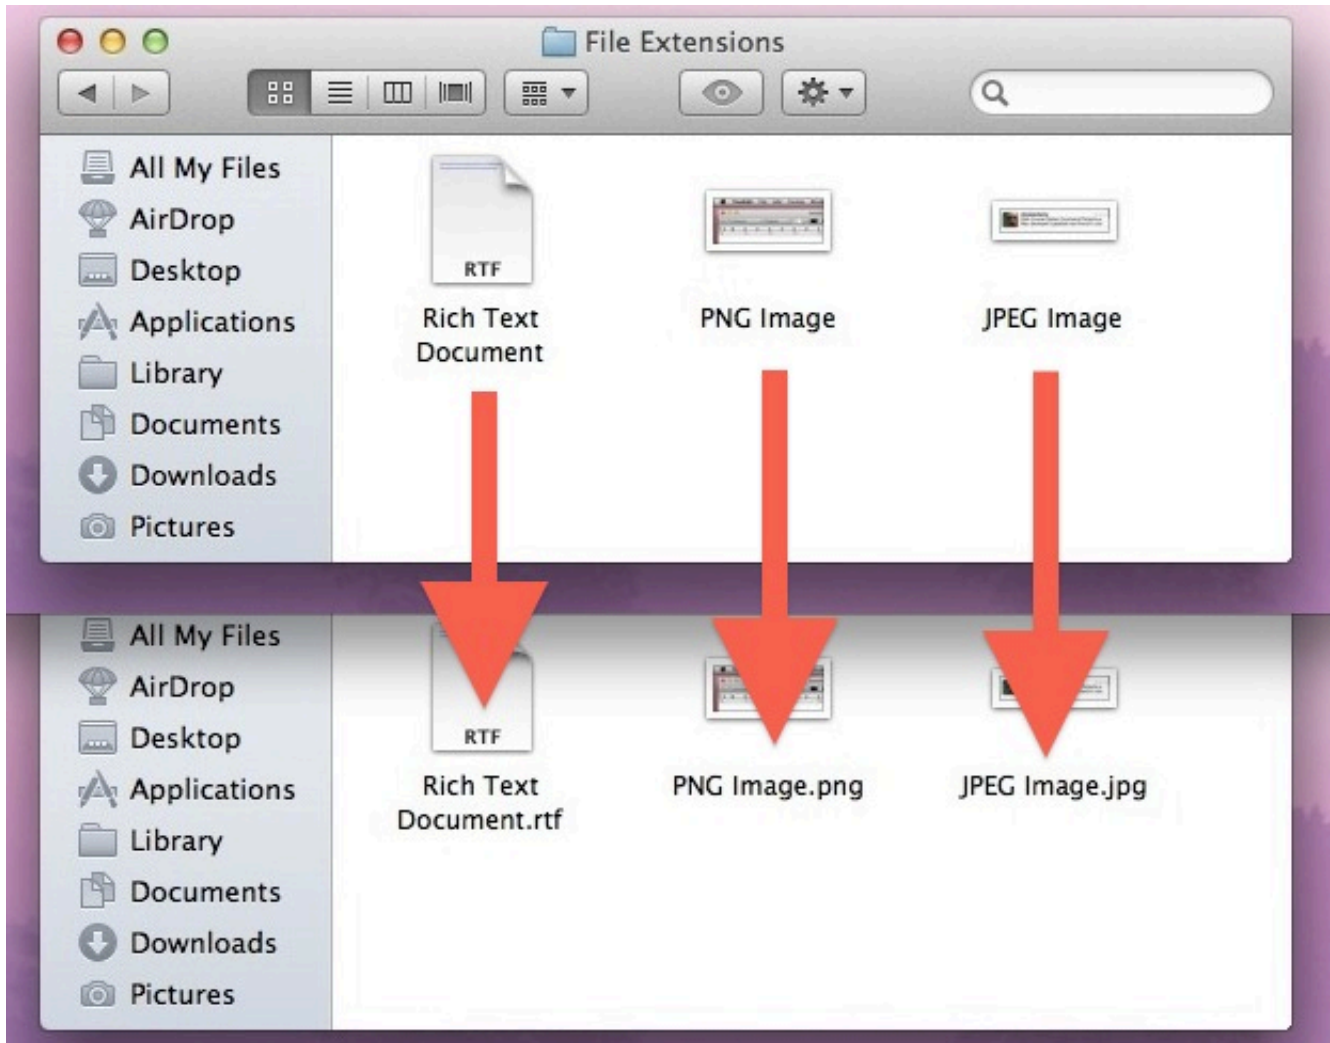 File Extensions
All My Files
AirDrop
Desktop
Applications
Library
Documents
Downloads
Pictures
RTF
Rich Text
Document
PNG Image
JPEG Image
All My Files
AirDrop
Desktop
Applications
Library
Documents
Downloads
Pictures
RTF
Rich Text
Document.rtf
PNG Image.png
JPEG Image.jpg